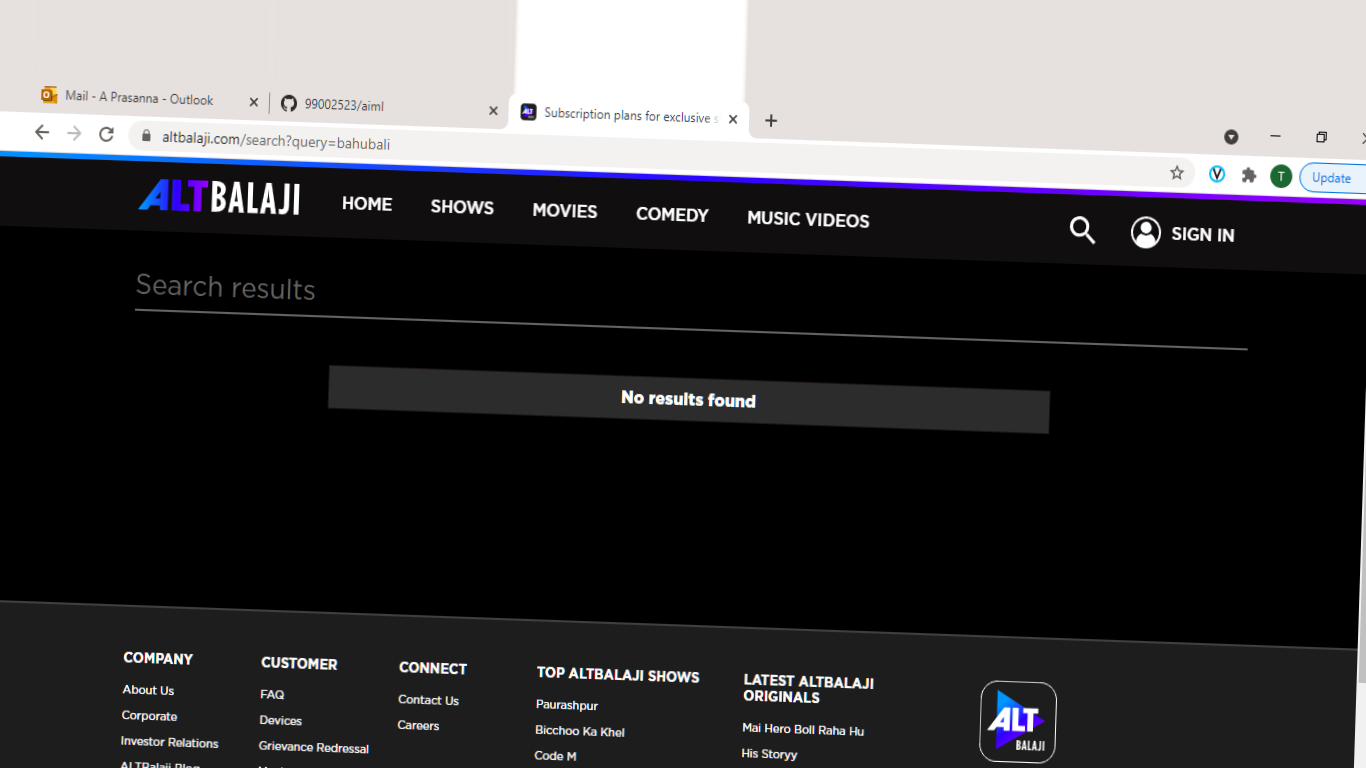 Mail - A Prasanna - Outlook
99002523/aiml
Subscription plans for exclusive s
altbalaji.com/search?query=bahubali
T
Update
ALTBALAJI
HOME
SHOWS
MOVIES
COMEDY
MUSIC VIDEOS
SIGN IN
Search results
No results found
COMPANY
About Us
Corporate
Investor Relations
ALTBalaji Blog
CUSTOMER
FAQ
Devices
Grievance Redressal
CONNECT
Contact Us
Careers
TOP ALTBALAJI SHOWS
Paurashpur
Bicchoo Ka Khel
Code M
LATEST ALTBALAJI
ORIGINALS
Mai Hero Boll Raha Hu
His Storyy
ALT
BALAJI